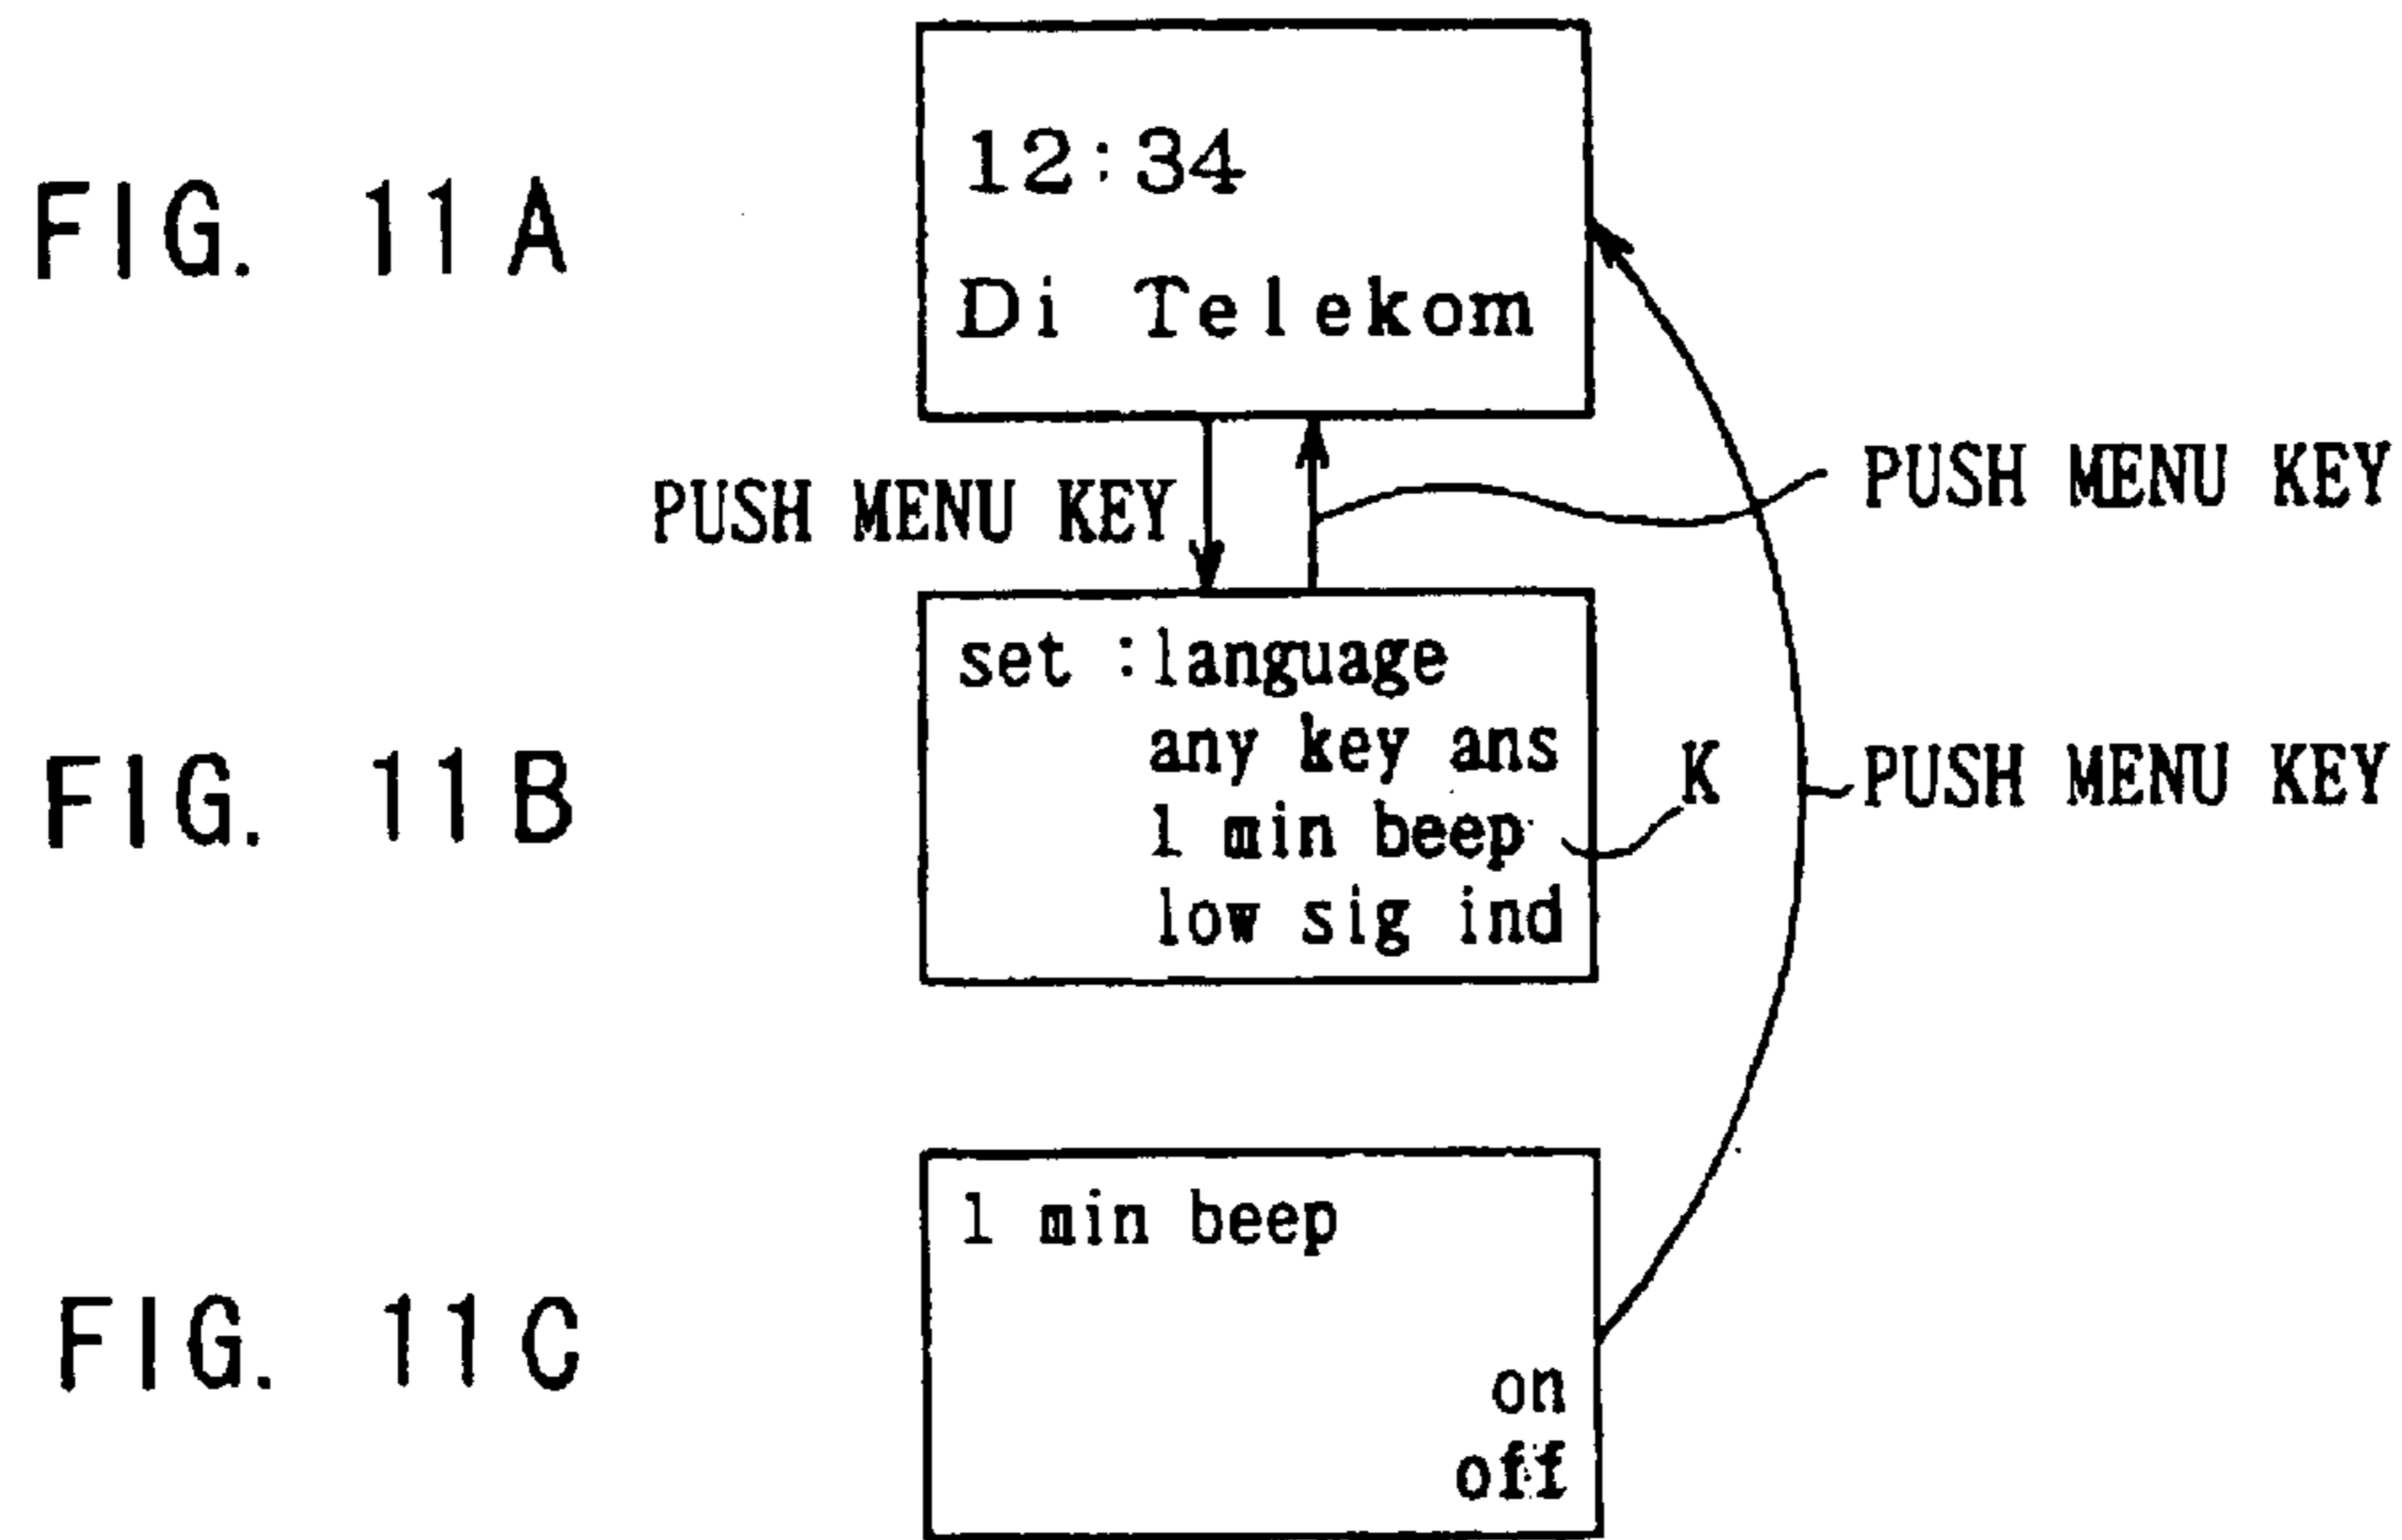 FIG. 11A
12:34
Di Telekom
PUSH MENU KEY
PUSH MENU KEY
FIG. 11B
set :language
any key ans
1 min beep
low sig ind
K
PUSH MENU KEY
FIG. 11C
1 min beep
on
off